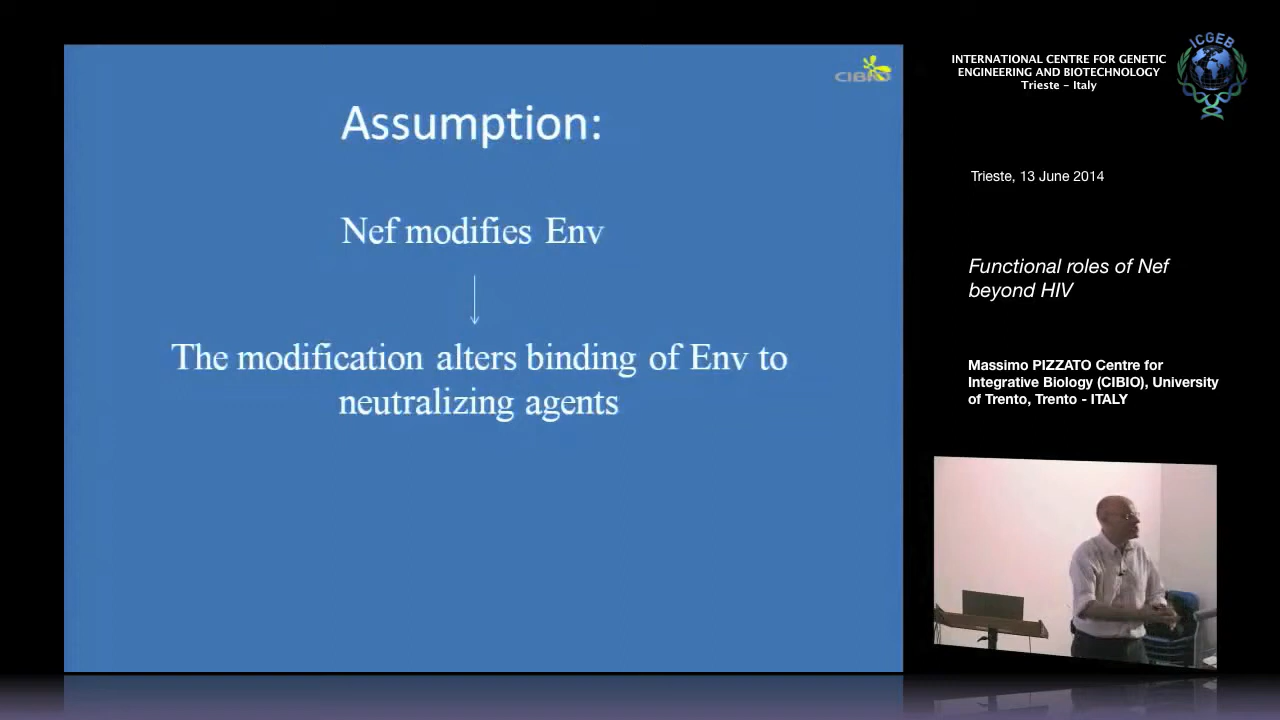 CIBIO
Assumption:
Nef modifies Env
The modification alters binding of Env to
neutralizing agents
INTERNATIONAL CENTRE FOR GENETIC
ENGINEERING AND BIOTECHNOLOGY
Trieste – Italy
ICGEB
Trieste, 13 June 2014
Functional roles of Nef
beyond HIV
Massimo PIZZATO Centre for
Integrative Biology (CIBIO), University
of Trento, Trento - ITALY